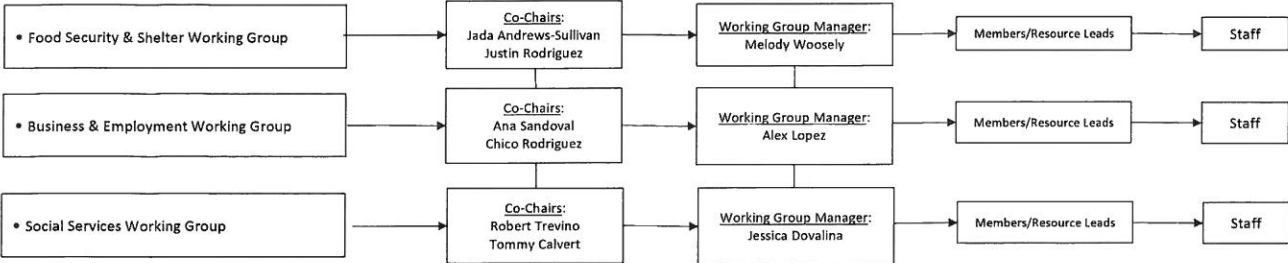 • Food Security & Shelter Working Group
Co-Chairs:
Jada Andrews-Sullivan
Justin Rodriguez
Working Group Manager:
Melody Woosely
Members/Resource Leads
Staff
• Business & Employment Working Group
Co-Chairs:
Ana Sandoval
Chico Rodriguez
Working Group Manager:
Alex Lopez
Members/Resource Leads
Staff
• Social Services Working Group
Co-Chairs:
Robert Trevino
Tommy Calvert
Working Group Manager:
Jessica Dovalina
Members/Resource Leads
Staff